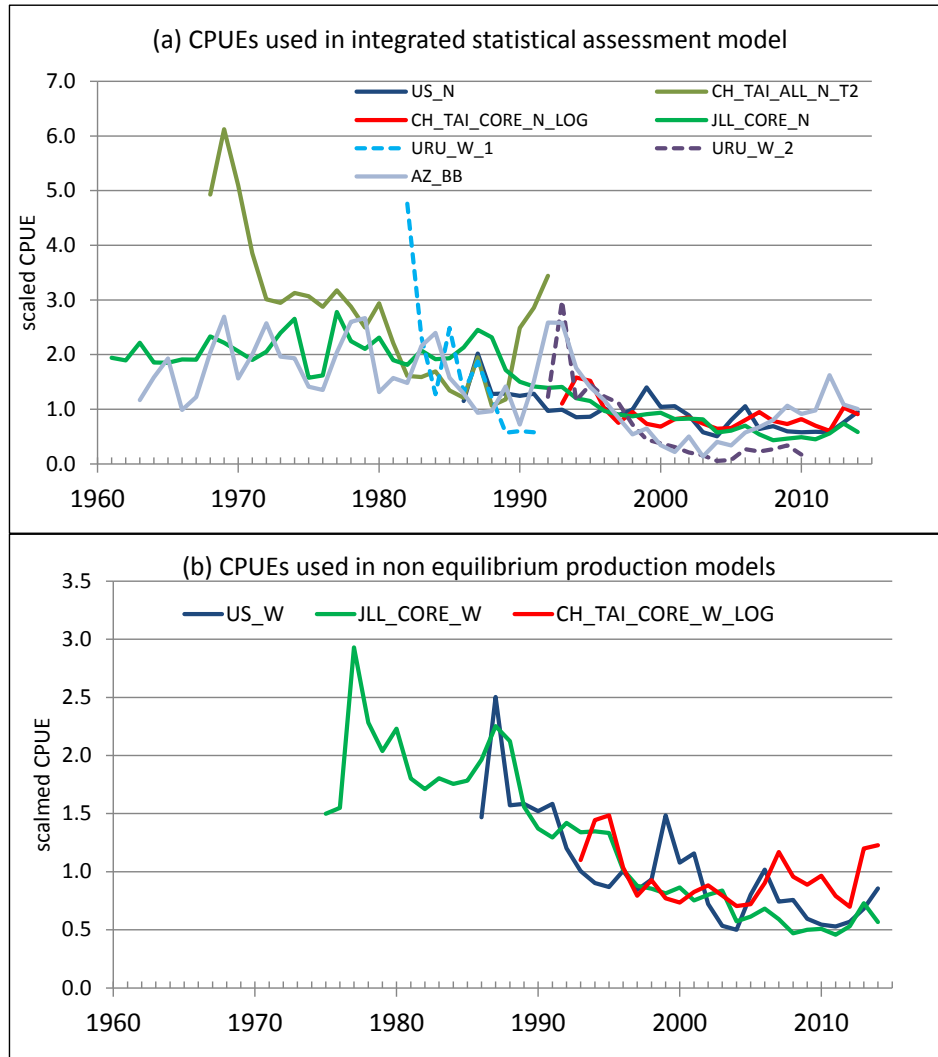 (a) CPUEs used in integrated statistical assessment model
7.0
6.0
5.0
4.0
3.0
2.0
1.0
0.0
scaled CPUE
US_N
CH_TAI_ALL_N_T2
CH_TAI_CORE_N_LOG
JLL_CORE_N
URU_W_1
URU_W_2
AZ_BB
1960 1970 1980 1990 2000 2010
(b) CPUEs used in non equilibrium production models
3.5
3.0
2.5
2.0
1.5
1.0
0.5
0.0
scalmed CPUE
US_W JLL_CORE_W CH_TAI_CORE_W_LOG
1960 1970 1980 1990 2000 2010